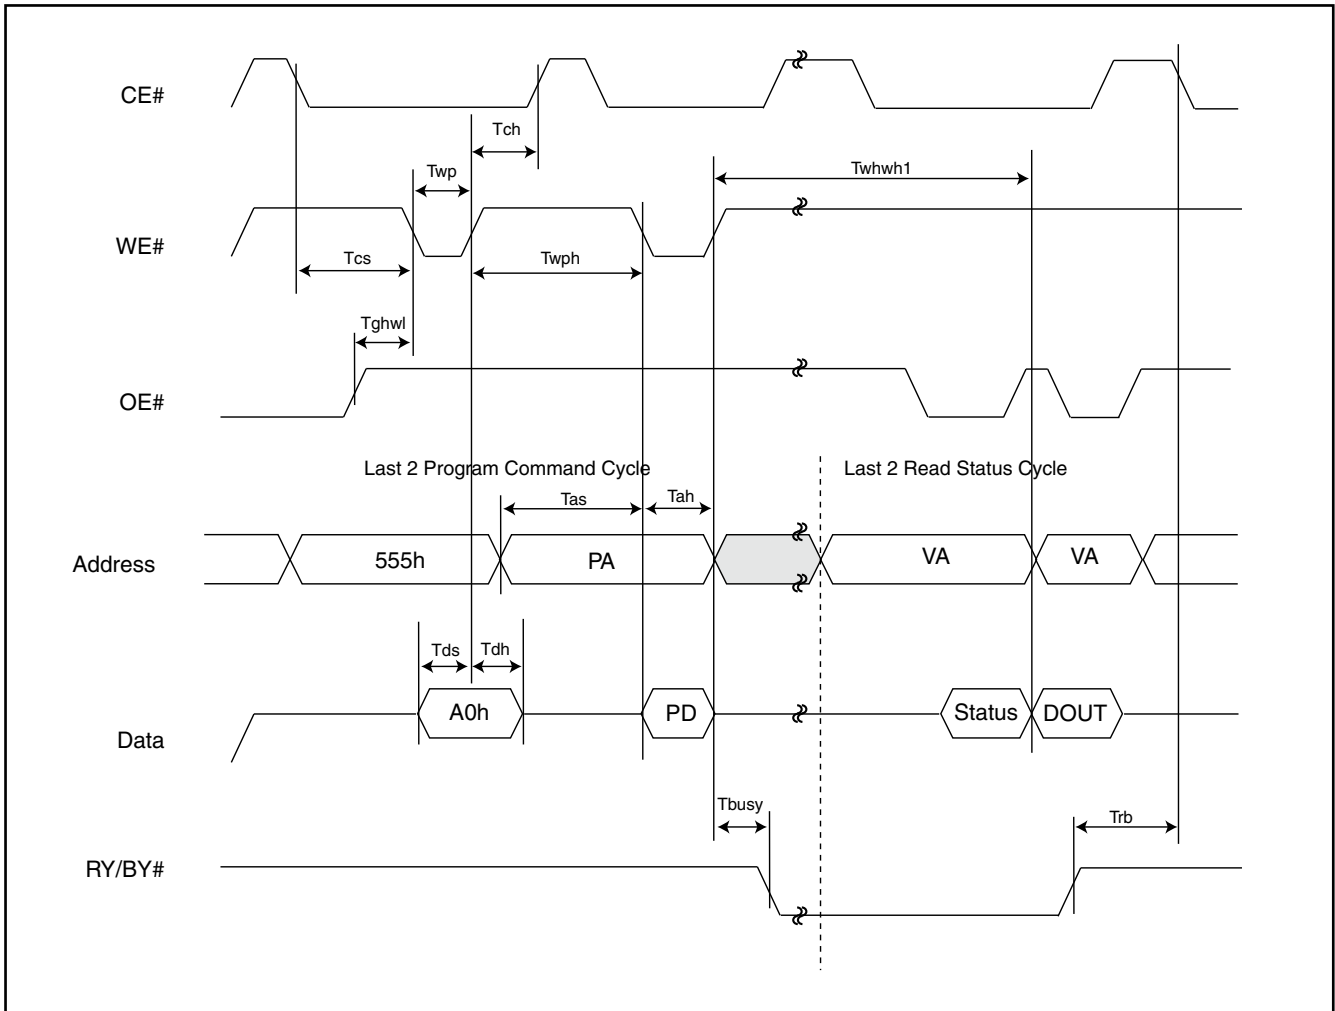 CE#
Tch
Twp
Twhwh1
WE#
Tcs
Twph
Tghwl
OE#
Last 2 Program Command Cycle
Last 2 Read Status Cycle
Tas
Tah
Address
555h
PA
VA
VA
Tds
Tdh
A0h
PD
Status
DOUT
Data
Tbusy
Trb
RY/BY#